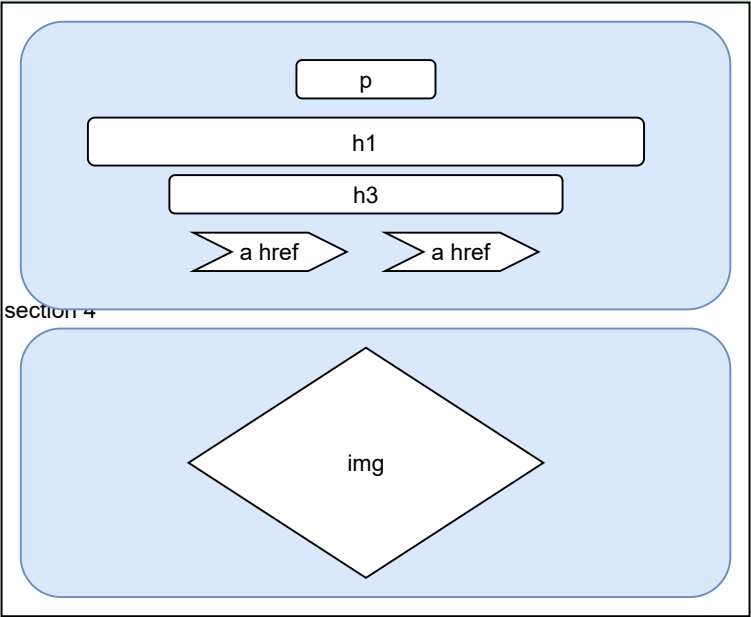 p
h1
h3
a href a href
section 4
img